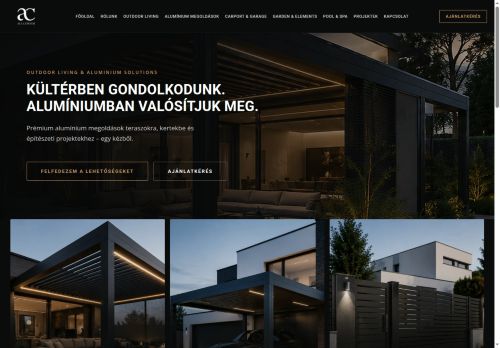 AC
FŐOLDAL RÓLUNK OUTDOOR LIVING ALUMÍNIUM MEGOLDÁSOK CARPORT & GARAGE GARDEN & ELEMENTS POOL & SPA PROJEKTEK KAPCSOLAT
AJÁNLATKÉRÉS
OUTDOOR LIVING & ALUMINIUM SOLUTIONS
KÜLTÉRBEN GONDOLKODUNK.
ALUMÍNIUMBAN VALÓSÍTJUK MEG.
Prémium alumínium megoldások teraszokra, kertekbe és
építészeti projektekhez – egy kézből.
FELFEDEZEM A LEHETŐSÉGEKET
AJÁNLATKÉRÉS